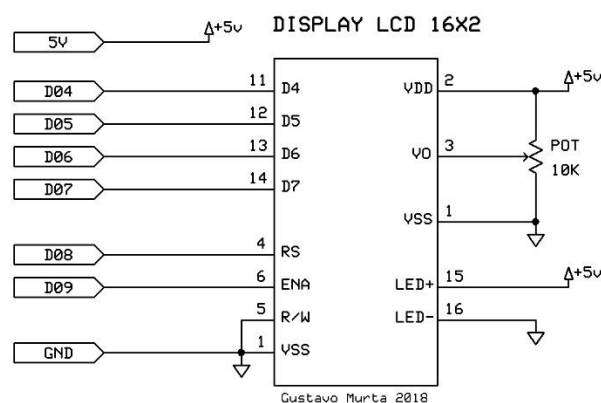 DISPLAY LCD 16X2
5V
+5v
D04
11
D4
VDD
2
+5v
D05
12
D5
D06
13
D6
VO
3
POT
10K
D07
14
D7
VSS
1
D08
4
RS
D09
6
ENA
LED+
15
+5v
5
R/W
LED-
16
GND
1
VSS
Gustavo Murta 2018